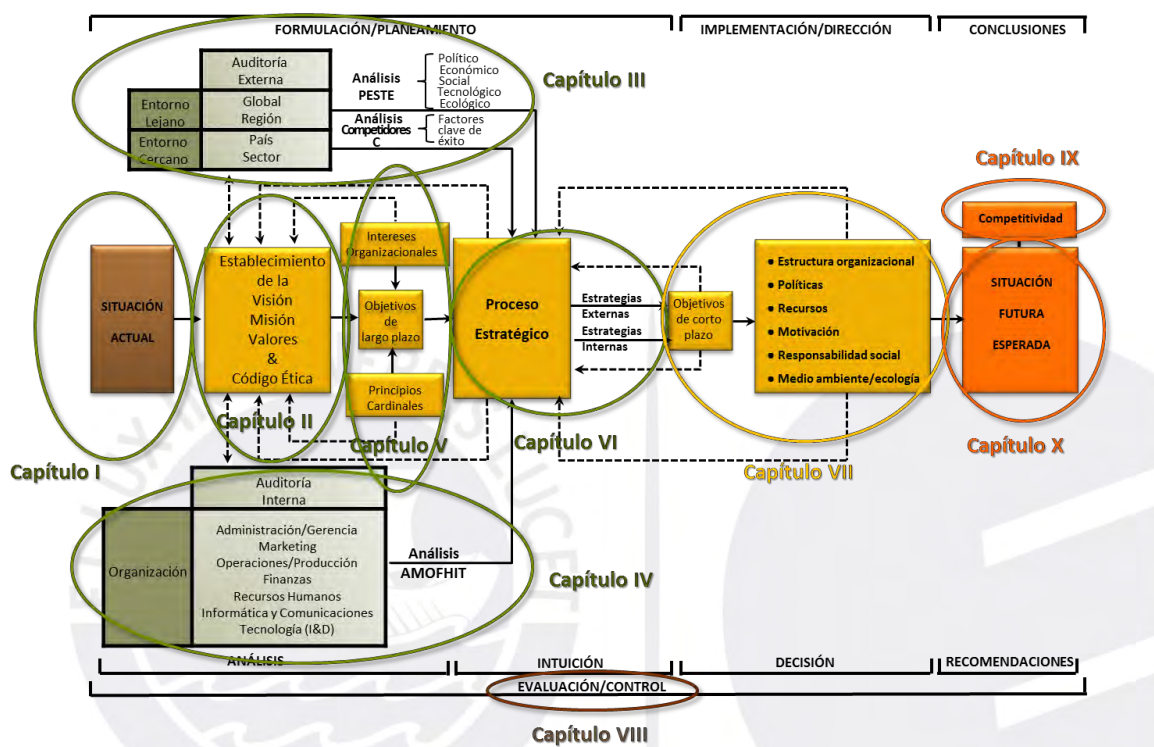 FORMULACIÓN/PLANEAMIENTO
IMPLEMENTACIÓN/DIRECCIÓN
CONCLUSIONES
Auditoría
Externa
Entorno
Lejano
Global
Región
Entorno
Cercano
País
Sector
Análisis
PESTE
Político
Económico
Social
Tecnológico
Ecológico
Análisis
Competidores
C
Factores
clave de
éxito
Capítulo III
Capítulo IX
Competitividad
SITUACIÓN
ACTUAL
Capítulo I
Establecimiento
de la
Visión
Misión
Valores
&
Código Ética
Capítulo II
Intereses
Organizacionales
Objetivos
de
largo plazo
Principios
Cardinales
Capítulo V
Proceso
Estratégico
Capítulo VI
Estrategias
Externas
Estrategias
Internas
Objetivos
de corto
plazo
● Estructura organizacional
● Políticas
● Recursos
● Motivación
● Responsabilidad social
● Medio ambiente/ecología
Capítulo VII
SITUACIÓN
FUTURA
ESPERADA
Capítulo X
Auditoría
Interna
Organización
Administración/Gerencia
Marketing
Operaciones/Producción
Finanzas
Recursos Humanos
Informática y Comunicaciones
Tecnología (I&D)
Análisis
AMOFHIT
Capítulo IV
ANÁLISIS
INTUICIÓN
DECISIÓN
RECOMENDACIONES
EVALUACIÓN/CONTROL
Capítulo VIII